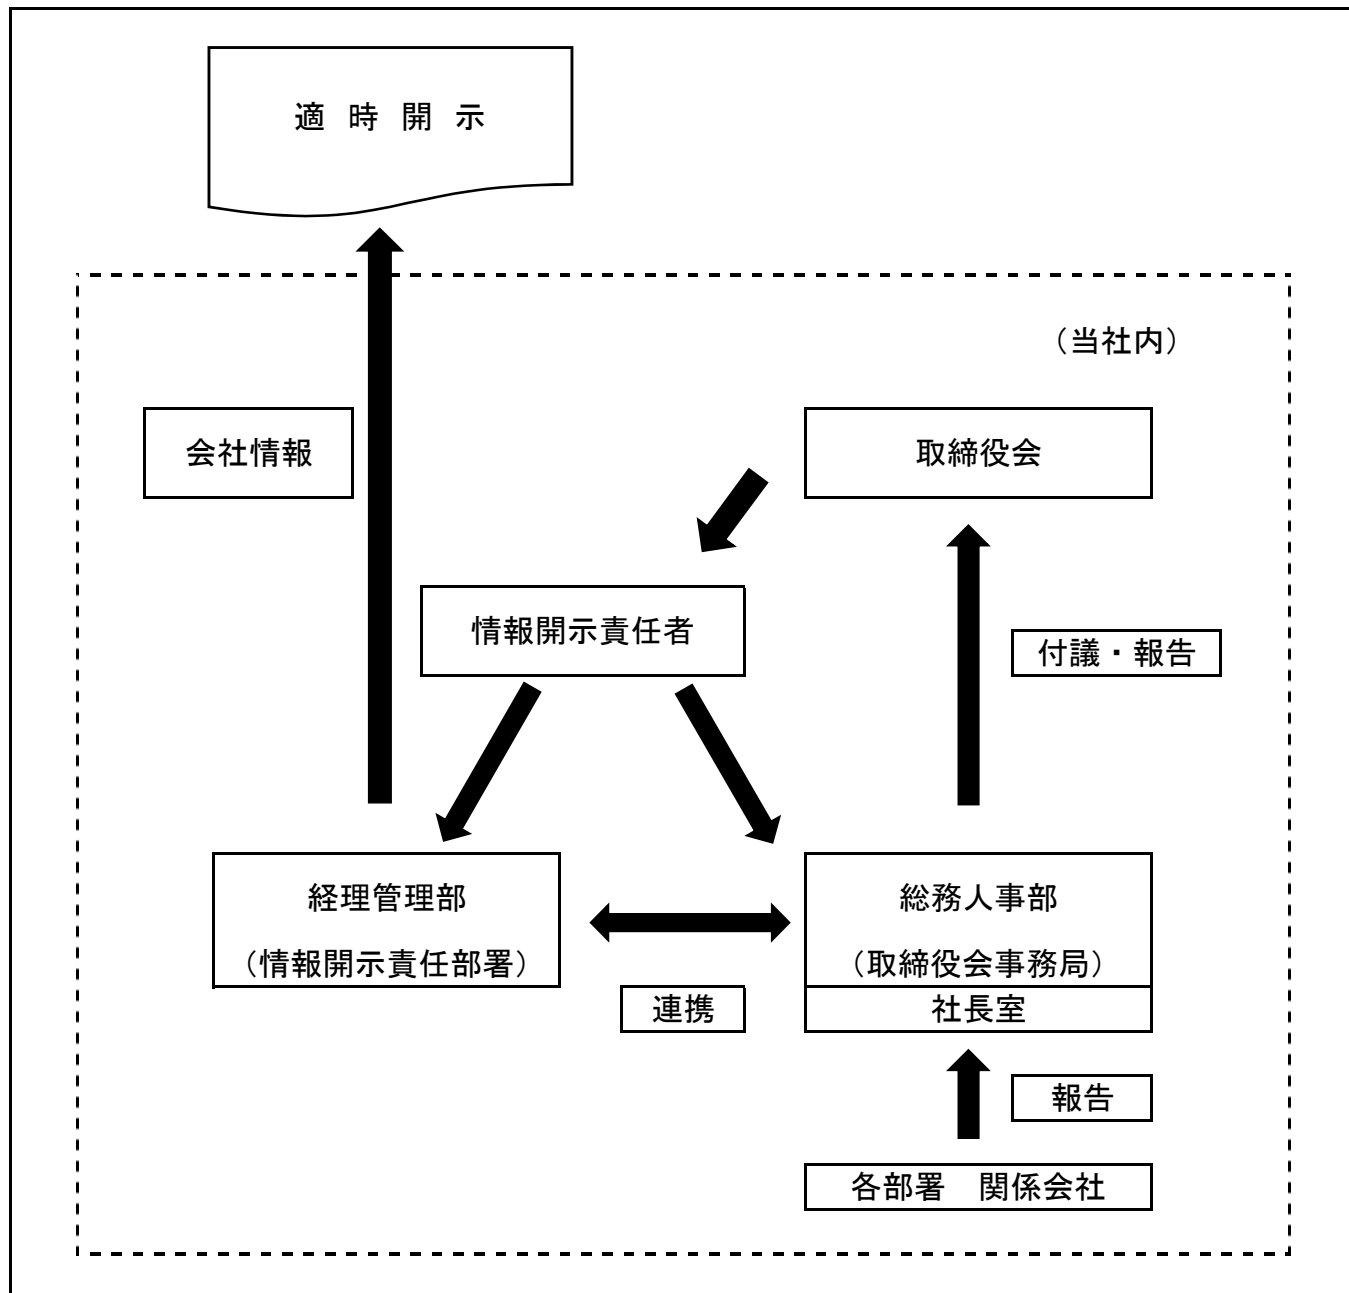 適 時 開 示
（当社内）
会社情報
取締役会
情報開示責任者
付議・報告
経理管理部
（情報開示責任部署）
総務人事部
（取締役会事務局）
連携
社長室
報告
各部署　関係会社